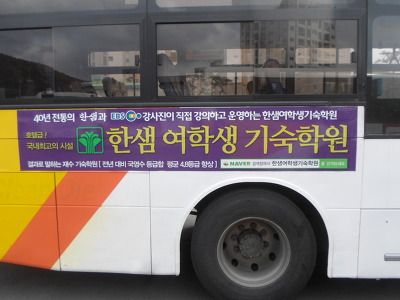 40년 전통의 한샘과 EBS 강사진이 직접 강의하고 운영하는 한샘여학생기숙학원
호텔급!
국내최고의 시설
한샘 여학생 기숙학원
결과로 말하는 재수 기숙학원 [ 전년 대비 국영수 등급합 평균 4.8등급 향상 ]
NAVER 한샘여학생기숙학원